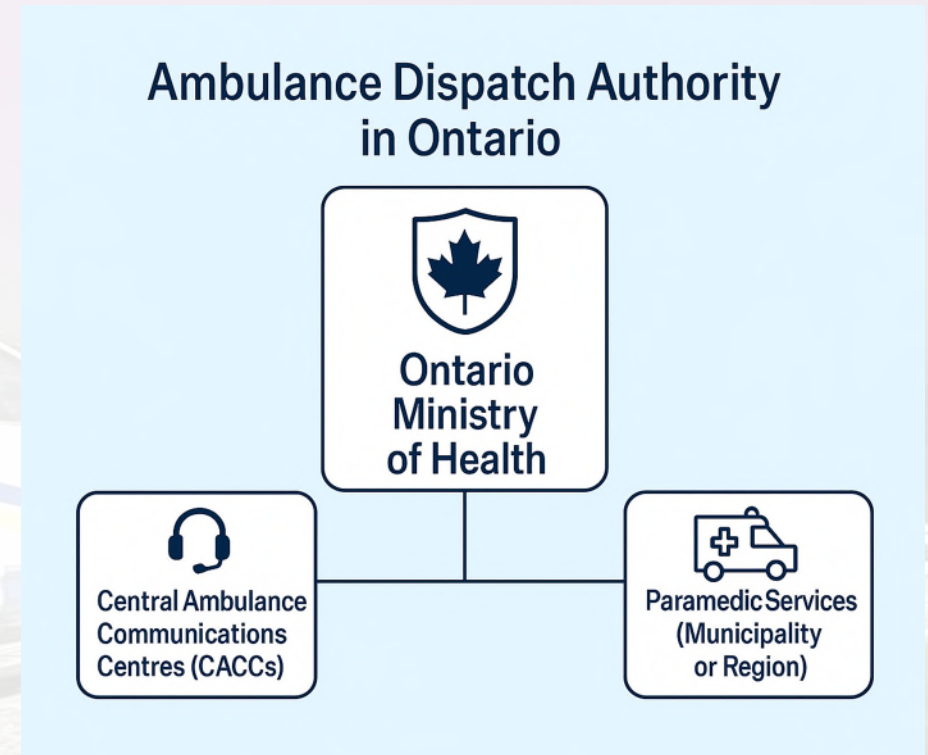 Ambulance Dispatch Authority
in Ontario
Ontario
Ministry
of Health
Central Ambulance
Communications
Centres (CACCs)
Paramedic Services
(Municipality
or Region)